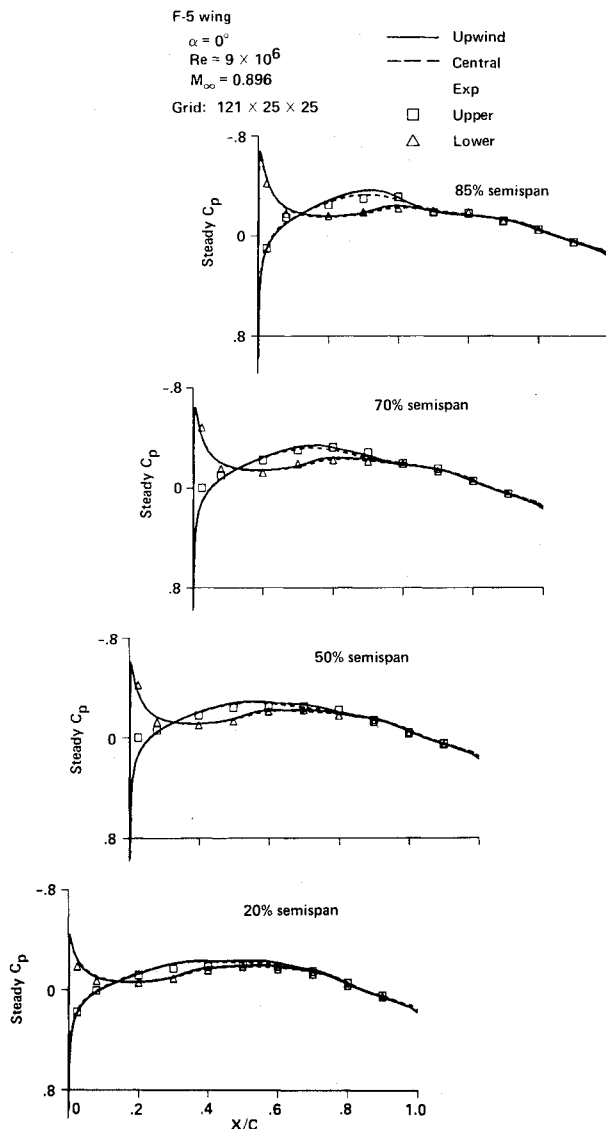 F-5 wing
α = 0°
Re ≃ 9 × 10⁶
M∞ = 0.896
Grid: 121 × 25 × 25
Upwind
Central
Exp
Upper
Lower
-.8
0
.8
Steady Cp
85% semispan
-.8
0
.8
Steady Cp
70% semispan
-.8
0
.8
Steady Cp
50% semispan
-.8
0
.8
Steady Cp
20% semispan
0 .2 .4 .6 .8 1.0
X/C